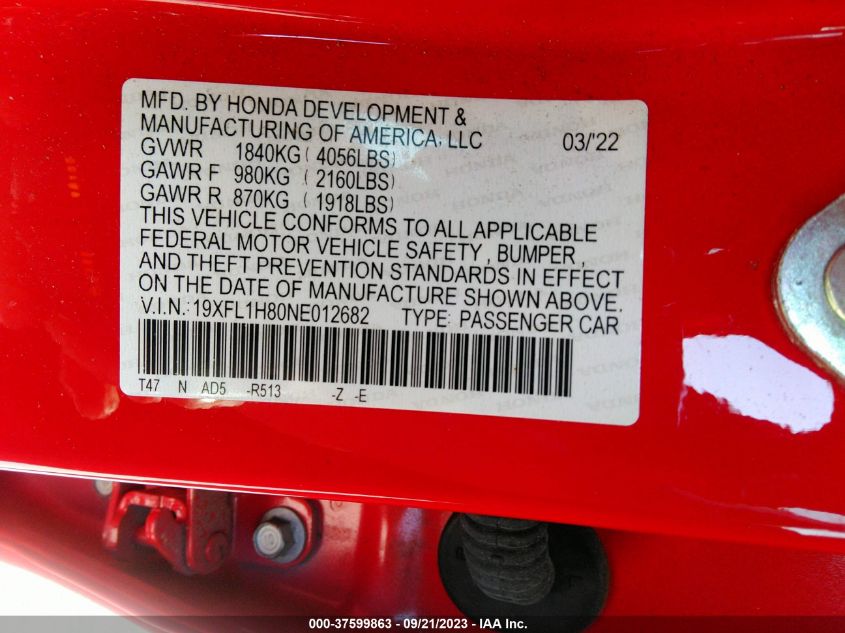 MFD. BY HONDA DEVELOPMENT &
MANUFACTURING OF AMERICA, LLC 03/'22
GVWR 1840KG ( 4056LBS)
GAWR F 980KG ( 2160LBS)
GAWR R 870KG ( 1918LBS)
THIS VEHICLE CONFORMS TO ALL APPLICABLE
FEDERAL MOTOR VEHICLE SAFETY , BUMPER ,
AND THEFT PREVENTION STANDARDS IN EFFECT
ON THE DATE OF MANUFACTURE SHOWN ABOVE.
V.I.N.: 19XFL1H80NE012682 TYPE: PASSENGER CAR
T47 N AD5 -R513 -Z -E
000-37599863 - 09/21/2023 - IAA Inc.